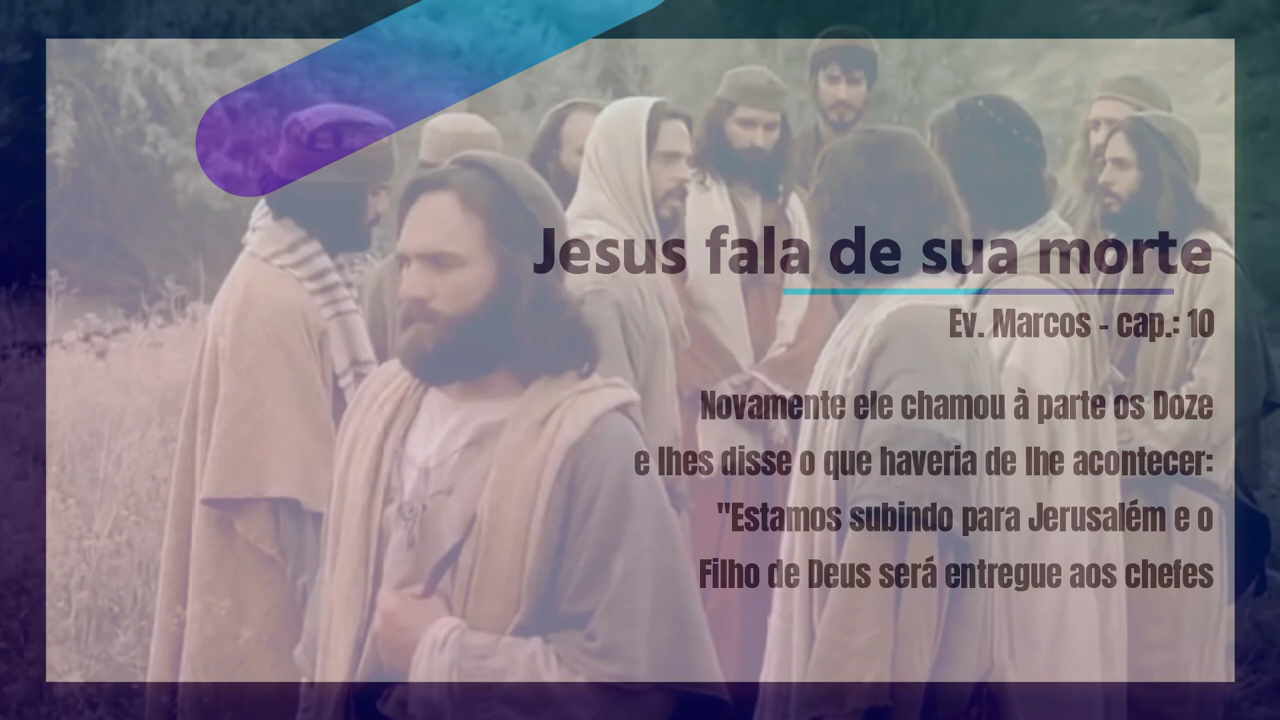 Jesus fala de sua morte
Ev. Marcos - cap.: 10
Novamente ele chamou à parte os Doze
e lhes disse o que haveria de lhe acontecer:
"Estamos subindo para Jerusalém e o
Filho de Deus será entregue aos chefes